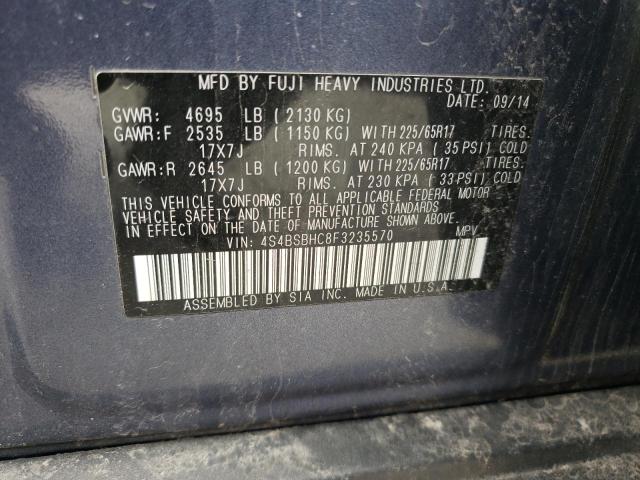 MFD BY FUJI HEAVY INDUSTRIES LTD.
DATE: 09/14
GVWR: 4695 LB (2130 KG)
GAWR:F 2535 LB (1150 KG) WITH 225/65R17 TIRES.
17X7J RIMS. AT 240 KPA (35 PSI) COLD
GAWR:R 2645 LB (1200 KG) WITH 225/65R17 TIRES.
17X7J RIMS. AT 230 KPA (33 PSI) COLD
THIS VEHICLE CONFORMS TO ALL APPLICABLE FEDERAL MOTOR
VEHICLE SAFETY AND THEFT PREVENTION STANDARDS
IN EFFECT ON THE DATE OF MANUFACTURE SHOWN ABOVE.
VIN: 4S4BSBHC8F3235570 MPV
ASSEMBLED BY SIA INC. MADE IN U.S.A.